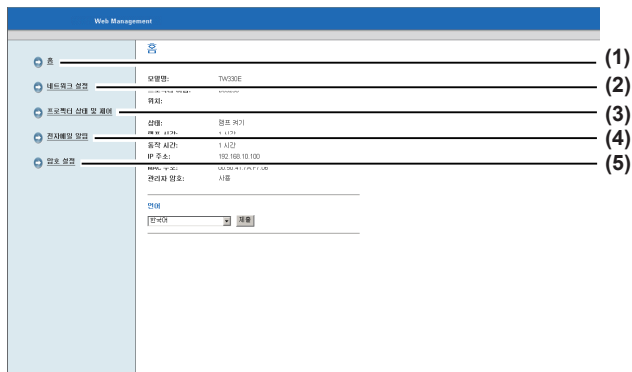 Web Management
홈
네트워크 설정
프로젝터 상태 및 제어
전자메일 알림
암호 설정
홈
모델명: TW330E
위치:
상태: 램프 켜기
램프 시간: 1 시간
동작 시간: 1 시간
IP 주소: 192.168.10.100
관리자 암호: 사용
언어
한국어 제출
(1)
(2)
(3)
(4)
(5)